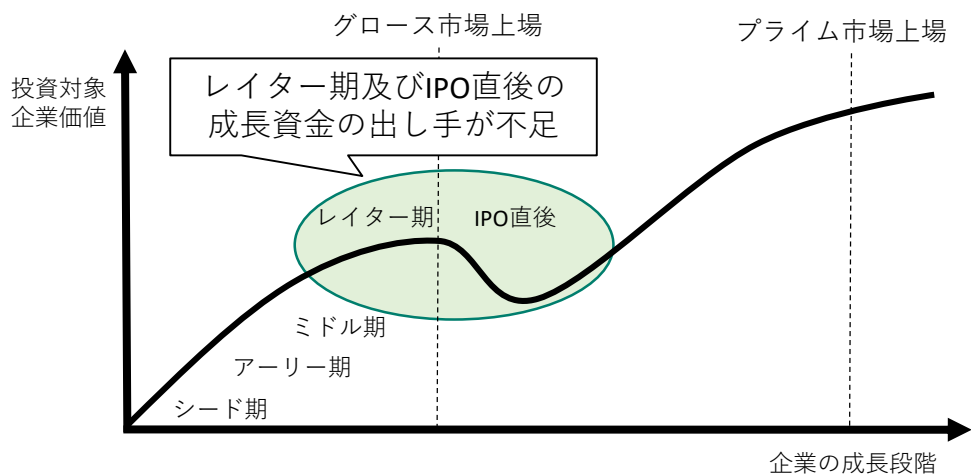 グロース市場上場
プライム市場上場
投資対象
企業価値
レイター期及びIPO直後の
成長資金の出し手が不足
レイター期
IPO直後
ミドル期
アーリー期
シード期
企業の成長段階